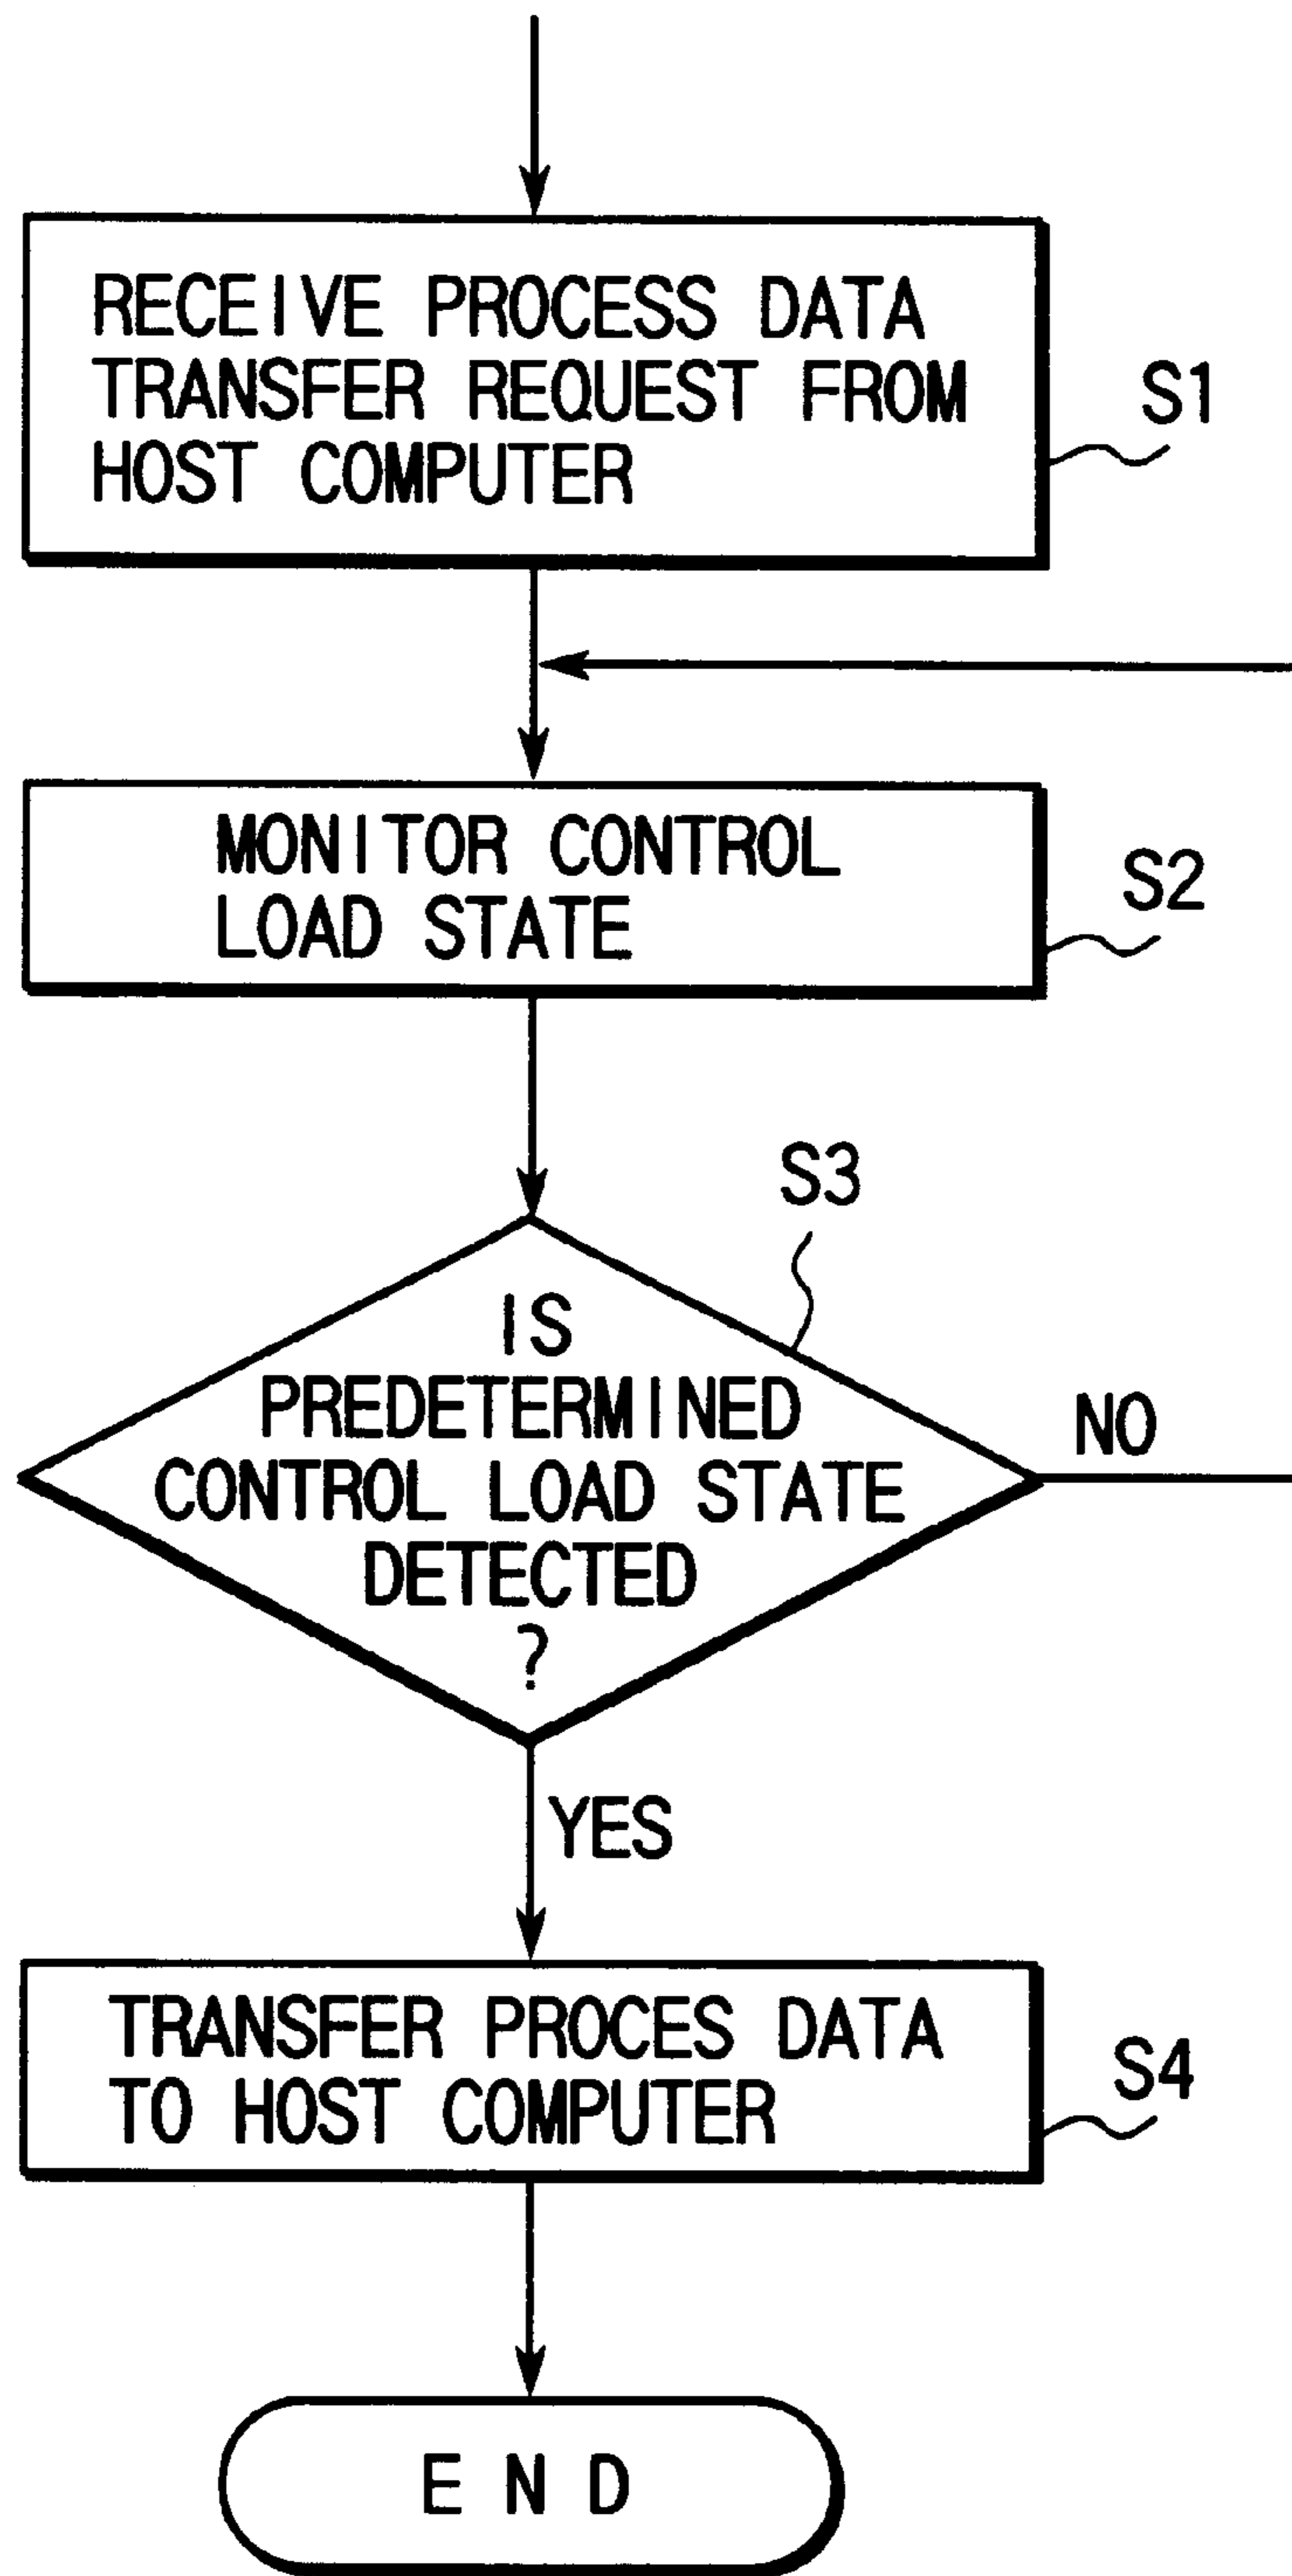 RECEIVE PROCESS DATA
TRANSFER REQUEST FROM
HOST COMPUTER
S1
MONITOR CONTROL
LOAD STATE
S2
S3
IS
PREDETERMINED
CONTROL LOAD STATE
DETECTED
?
NO
YES
TRANSFER PROCES DATA
TO HOST COMPUTER
S4
END